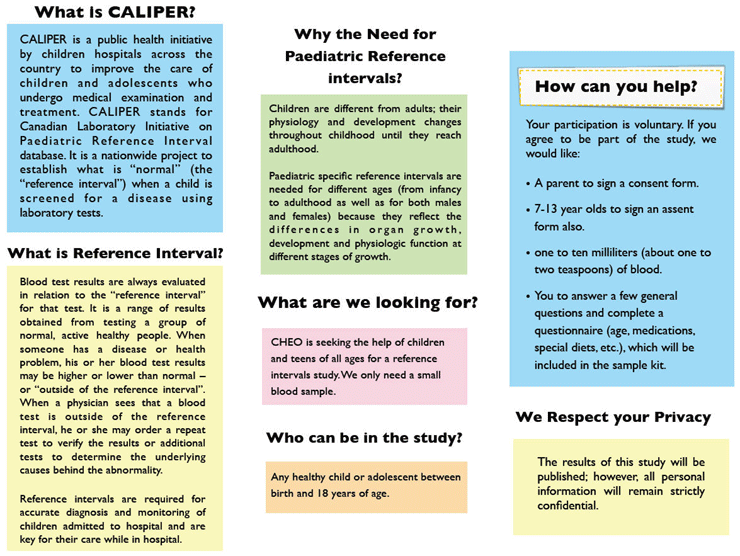 What is CALIPER?
CALIPER is a public health initiative
by children hospitals across the
country to improve the care of
children and adolescents who
undergo medical examination and
treatment. CALIPER stands for
Canadian Laboratory Initiative on
Paediatric Reference Interval
database. It is a nationwide project to
establish what is “normal” (the
“reference interval”) when a child is
screened for a disease using
laboratory tests.
What is Reference Interval?
Blood test results are always evaluated
in relation to the “reference interval”
for that test. It is a range of results
obtained from testing a group of
normal, active healthy people. When
someone has a disease or health
problem, his or her blood test results
may be higher or lower than normal –
or “outside of the reference interval”.
When a physician sees that a blood
test is outside of the reference
interval, he or she may order a repeat
test to verify the results or additional
tests to determine the underlying
causes behind the abnormality.
Reference intervals are required for
accurate diagnosis and monitoring of
children admitted to hospital and are
key for their care while in hospital.
Why the Need for
Paediatric Reference
intervals?
Children are different from adults; their
physiology and development changes
throughout childhood until they reach
adulthood.
Paediatric specific reference intervals are
needed for different ages (from infancy
to adulthood as well as for both males
and females) because they reflect the
differences in organ growth,
development and physiologic function at
different stages of growth.
What are we looking for?
CHEO is seeking the help of children
and teens of all ages for a reference
intervals study. We only need a small
blood sample.
Who can be in the study?
Any healthy child or adolescent between
birth and 18 years of age.
How can you help?
Your participation is voluntary. If you
agree to be part of the study, we
would like:
• A parent to sign a consent form.
• 7-13 year olds to sign an assent
form also.
• one to ten milliliters (about one to
two teaspoons) of blood.
• You to answer a few general
questions and complete a
questionnaire (age, medications,
special diets, etc.), which will be
included in the sample kit.
We Respect your Privacy
The results of this study will be
published; however, all personal
information will remain strictly
confidential.